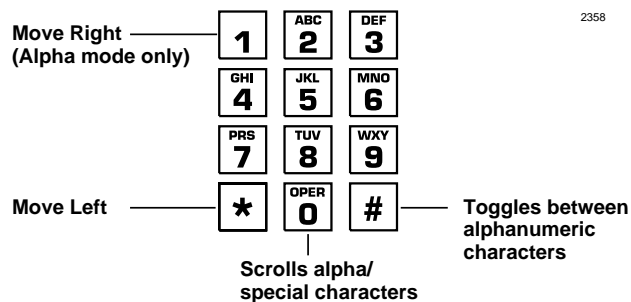 2358
Move Right
(Alpha mode only)
1
ABC
2
DEF
3
GHI
4
JKL
5
MNO
6
PRS
7
TUV
8
WXY
9
Move Left
*
OPER
0
#
Toggles between
alphanumeric
characters
Scrolls alpha/
special characters